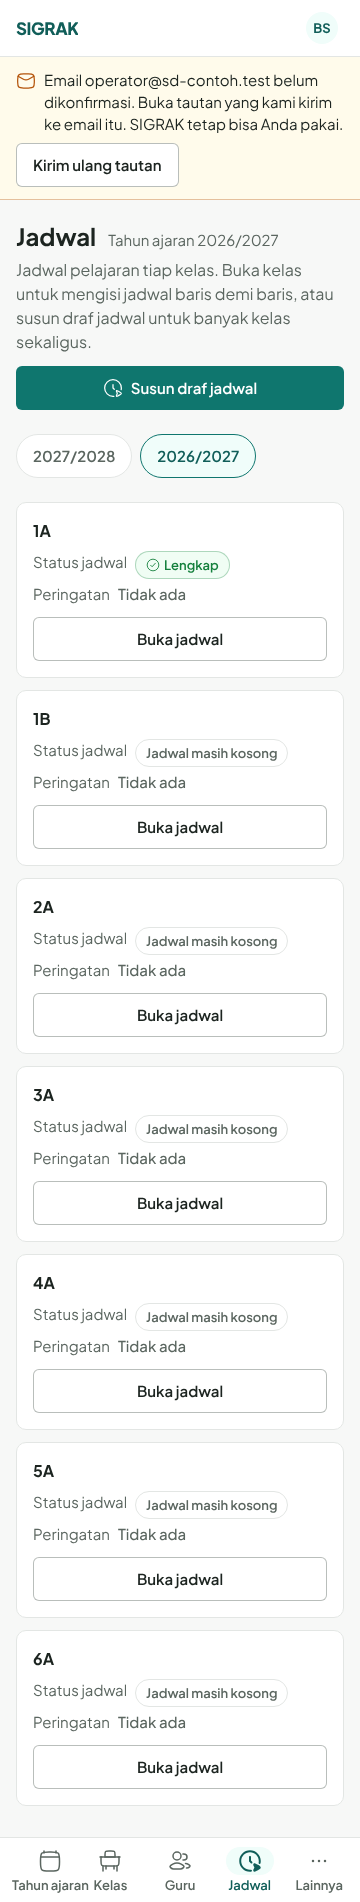 SIGRAK
BS
Email operator@sd-contoh.test belum
dikonfirmasi. Buka tautan yang kami kirim
ke email itu. SIGRAK tetap bisa Anda pakai.
Kirim ulang tautan
Jadwal Tahun ajaran 2026/2027
Jadwal pelajaran tiap kelas. Buka kelas
untuk mengisi jadwal baris demi baris, atau
susun draf jadwal untuk banyak kelas
sekaligus.
Susun draf jadwal
2027/2028 2026/2027
1A
Status jadwal Lengkap
Peringatan Tidak ada
Buka jadwal
1B
Status jadwal Jadwal masih kosong
Peringatan Tidak ada
Buka jadwal
2A
Status jadwal Jadwal masih kosong
Peringatan Tidak ada
Buka jadwal
3A
Status jadwal Jadwal masih kosong
Peringatan Tidak ada
Buka jadwal
4A
Status jadwal Jadwal masih kosong
Peringatan Tidak ada
Buka jadwal
5A
Status jadwal Jadwal masih kosong
Peringatan Tidak ada
Buka jadwal
6A
Status jadwal Jadwal masih kosong
Peringatan Tidak ada
Buka jadwal
Tahun ajaran Kelas Guru Jadwal Lainnya